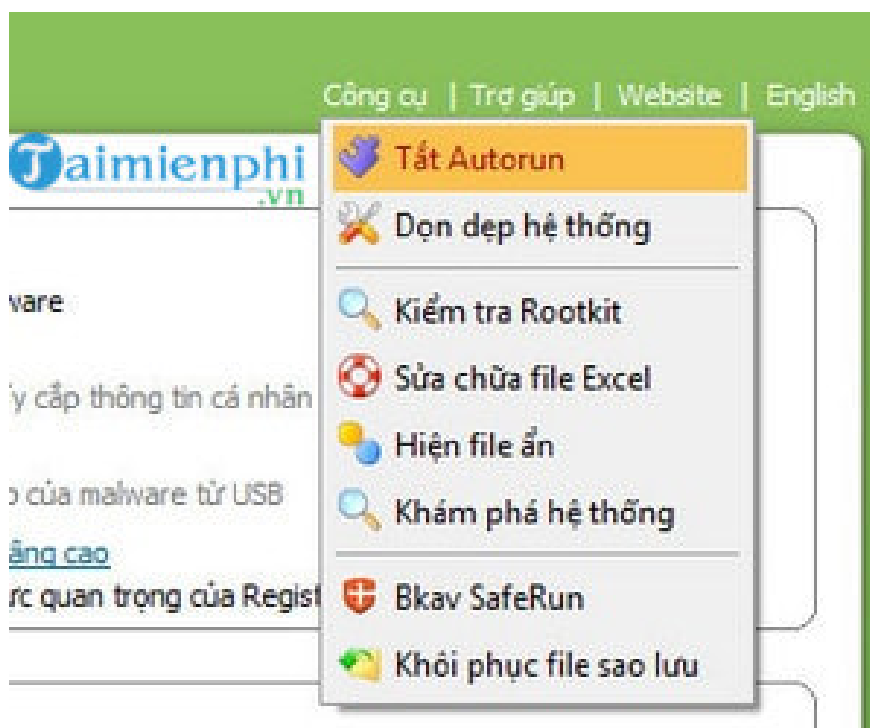 Công cụ | Trợ giúp | Website | English
Taimienphi
.vn
Tắt Autorun
Dọn dẹp hệ thống
ware
Kiểm tra Rootkit
Sửa chữa file Excel
y cắp thông tin cá nhân
Hiện file ẩn
của malware từ USB
Khám phá hệ thống
âng cao
ực quan trọng của Regist
Bkav SafeRun
Khôi phục file sao lưu